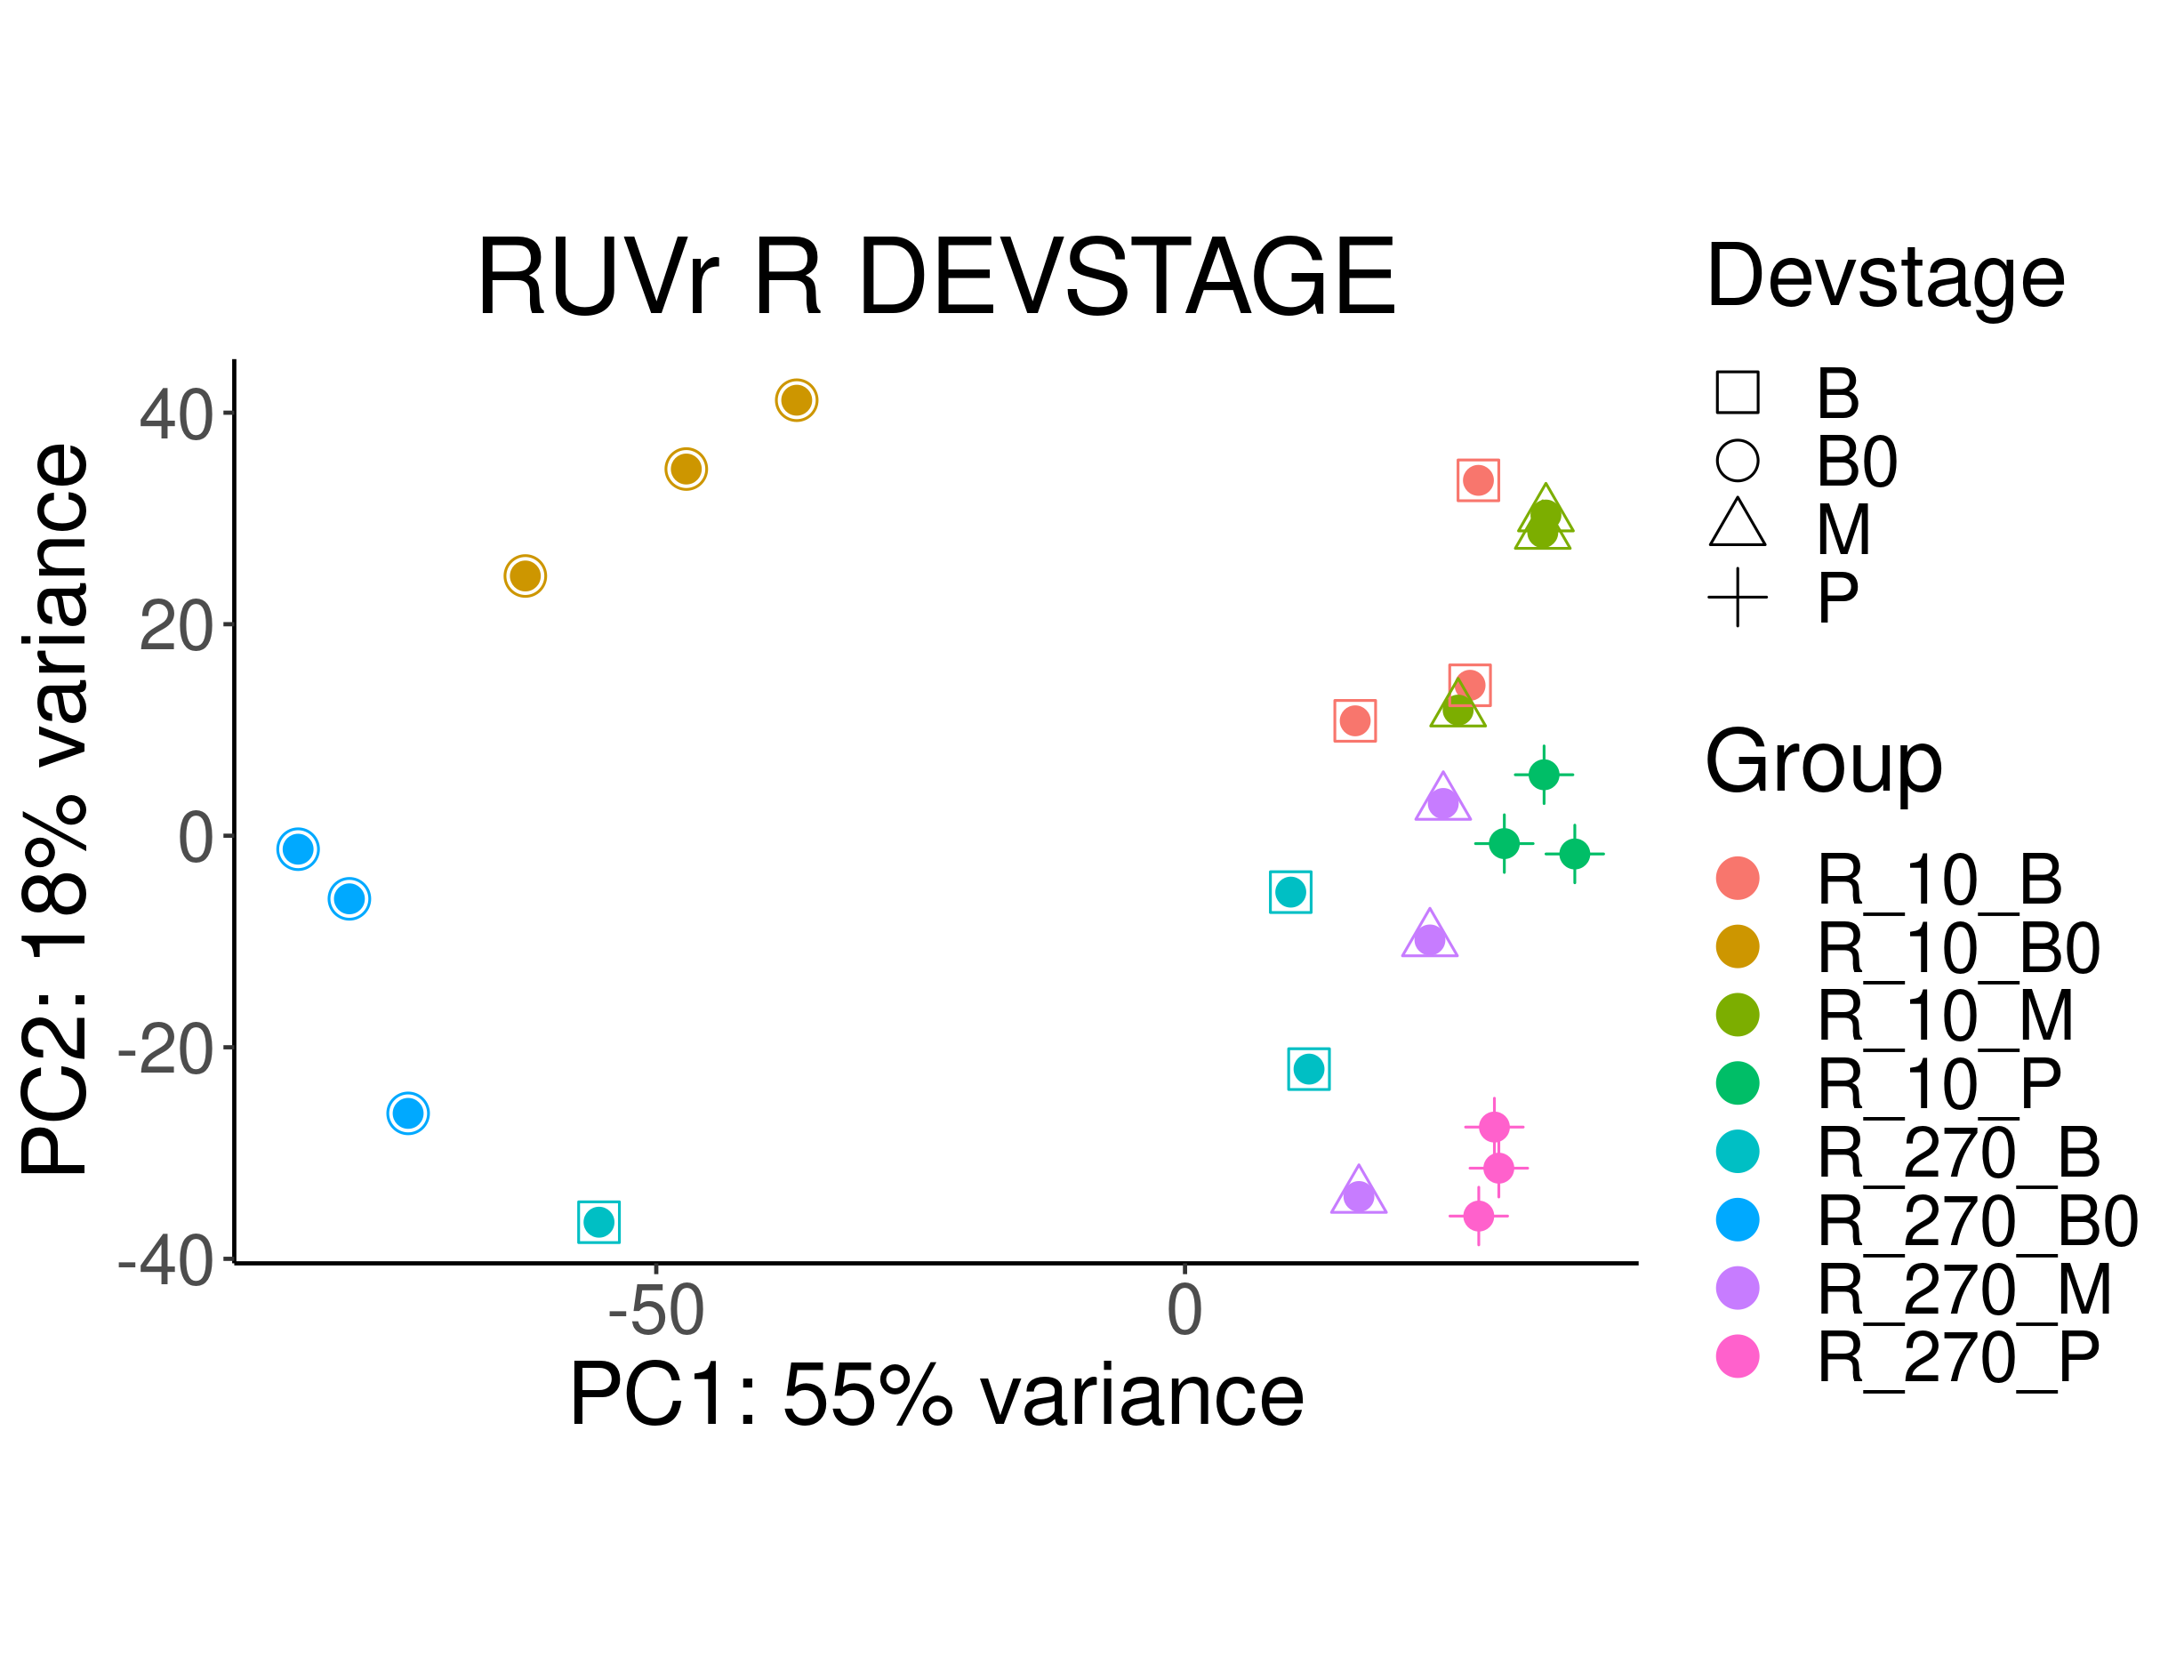 RUVr R DEVSTAGE
PC2: 18% variance
40
20
0
-20
-40
-50
0
PC1: 55% variance
Devstage
B
B0
M
P
Group
R_10_B
R_10_B0
R_10_M
R_10_P
R_270_B
R_270_B0
R_270_M
R_270_P